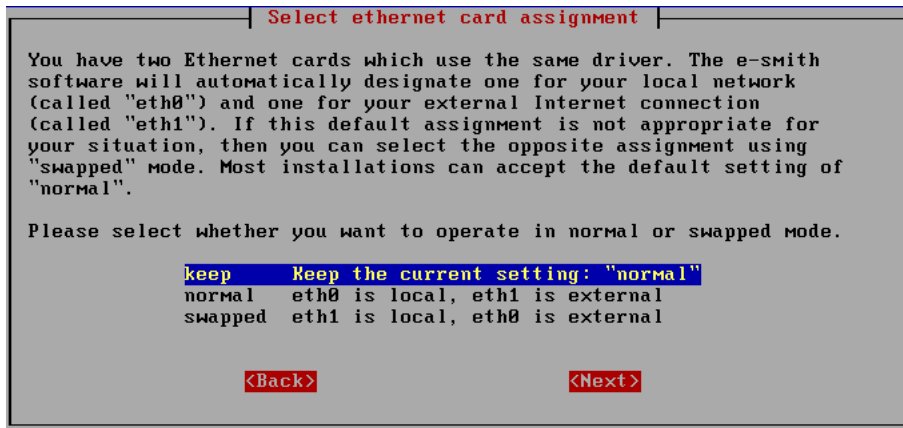 Select ethernet card assignment
You have two Ethernet cards which use the same driver. The e-smith
software will automatically designate one for your local network
(called "eth0") and one for your external Internet connection
(called "eth1"). If this default assignment is not appropriate for
your situation, then you can select the opposite assignment using
"swapped" mode. Most installations can accept the default setting of
"normal".
Please select whether you want to operate in normal or swapped mode.
keep Keep the current setting: "normal"
normal eth0 is local, eth1 is external
swapped eth1 is local, eth0 is external
<Back> <Next>